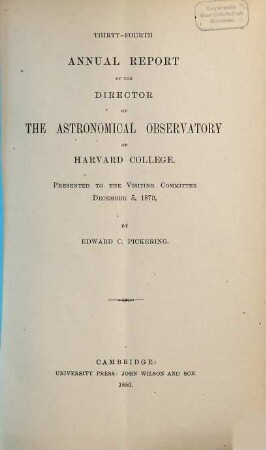 THIRTY-FOURTH
ANNUAL REPORT
OF THE
DIRECTOR
OF
THE ASTRONOMICAL OBSERVATORY
OF
HARVARD COLLEGE.
PRESENTED TO THE VISITING COMMITTEE
DECEMBER 5, 1879,
BY
EDWARD C. PICKERING.
CAMBRIDGE:
UNIVERSITY PRESS: JOHN WILSON AND SON.
1880.